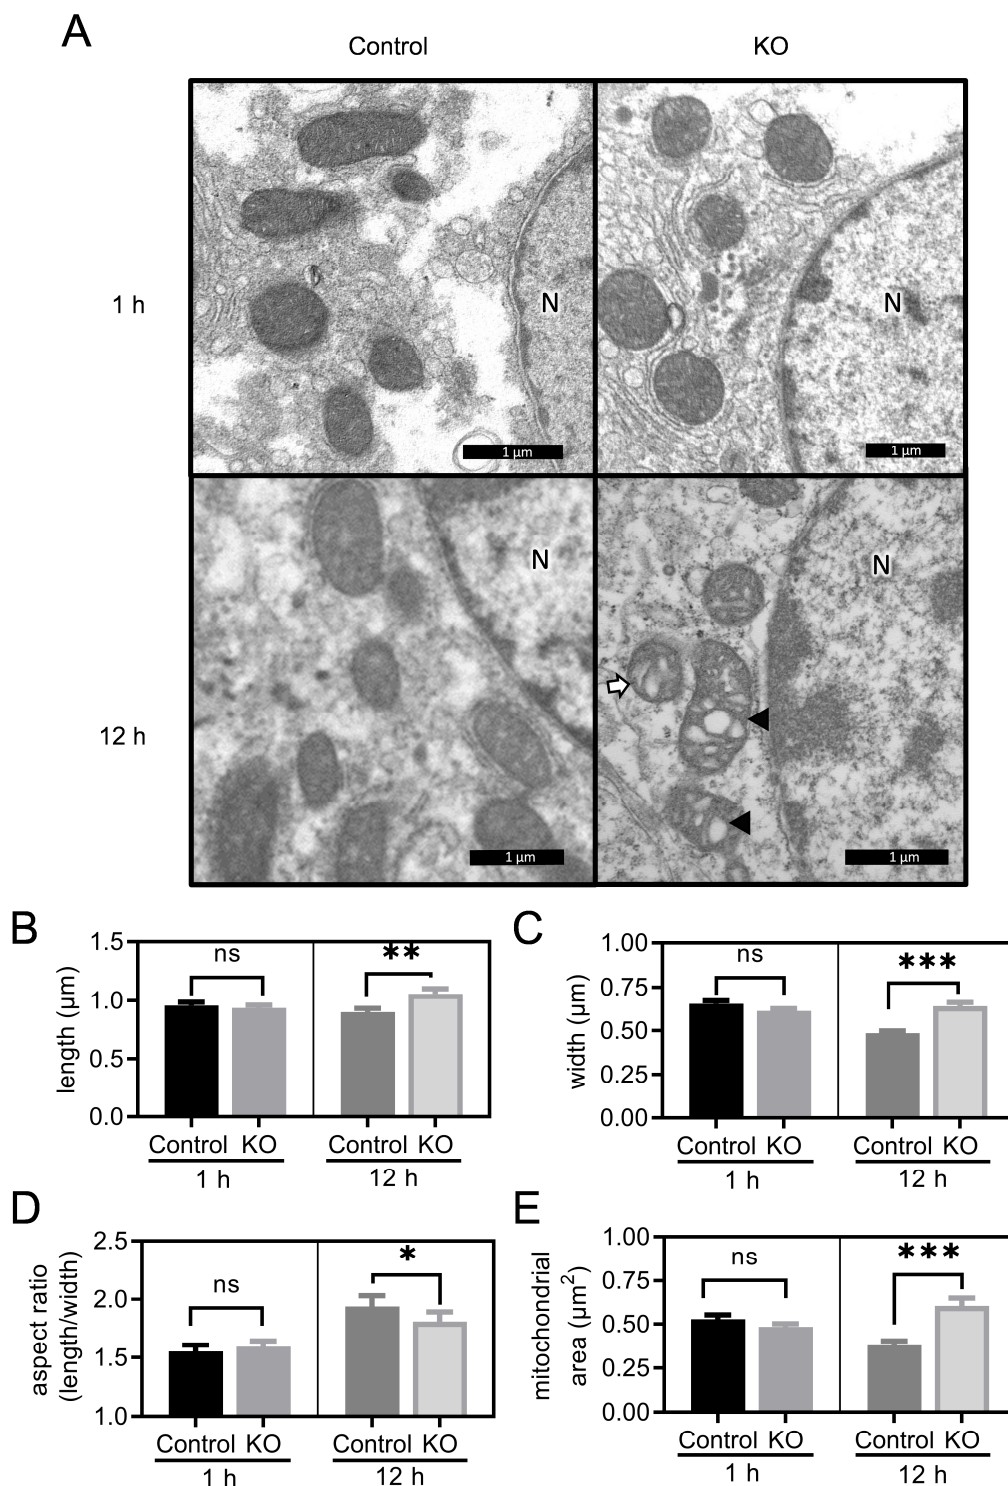 A
Control KO
1 h
N
1 µm
N
1 µm
12 h
N
1 µm
N
1 µm
B
length (µm)
1.5
1.0
0.5
0.0
ns
**
Control KO Control KO
1 h 12 h
C
width (µm)
1.00
0.75
0.50
0.25
0.00
ns
***
Control KO Control KO
1 h 12 h
D
aspect ratio
(length/width)
2.5
2.0
1.5
1.0
ns
*
Control KO Control KO
1 h 12 h
E
mitochondrial
area (µm²)
1.00
0.75
0.50
0.25
0.00
ns
***
Control KO Control KO
1 h 12 h